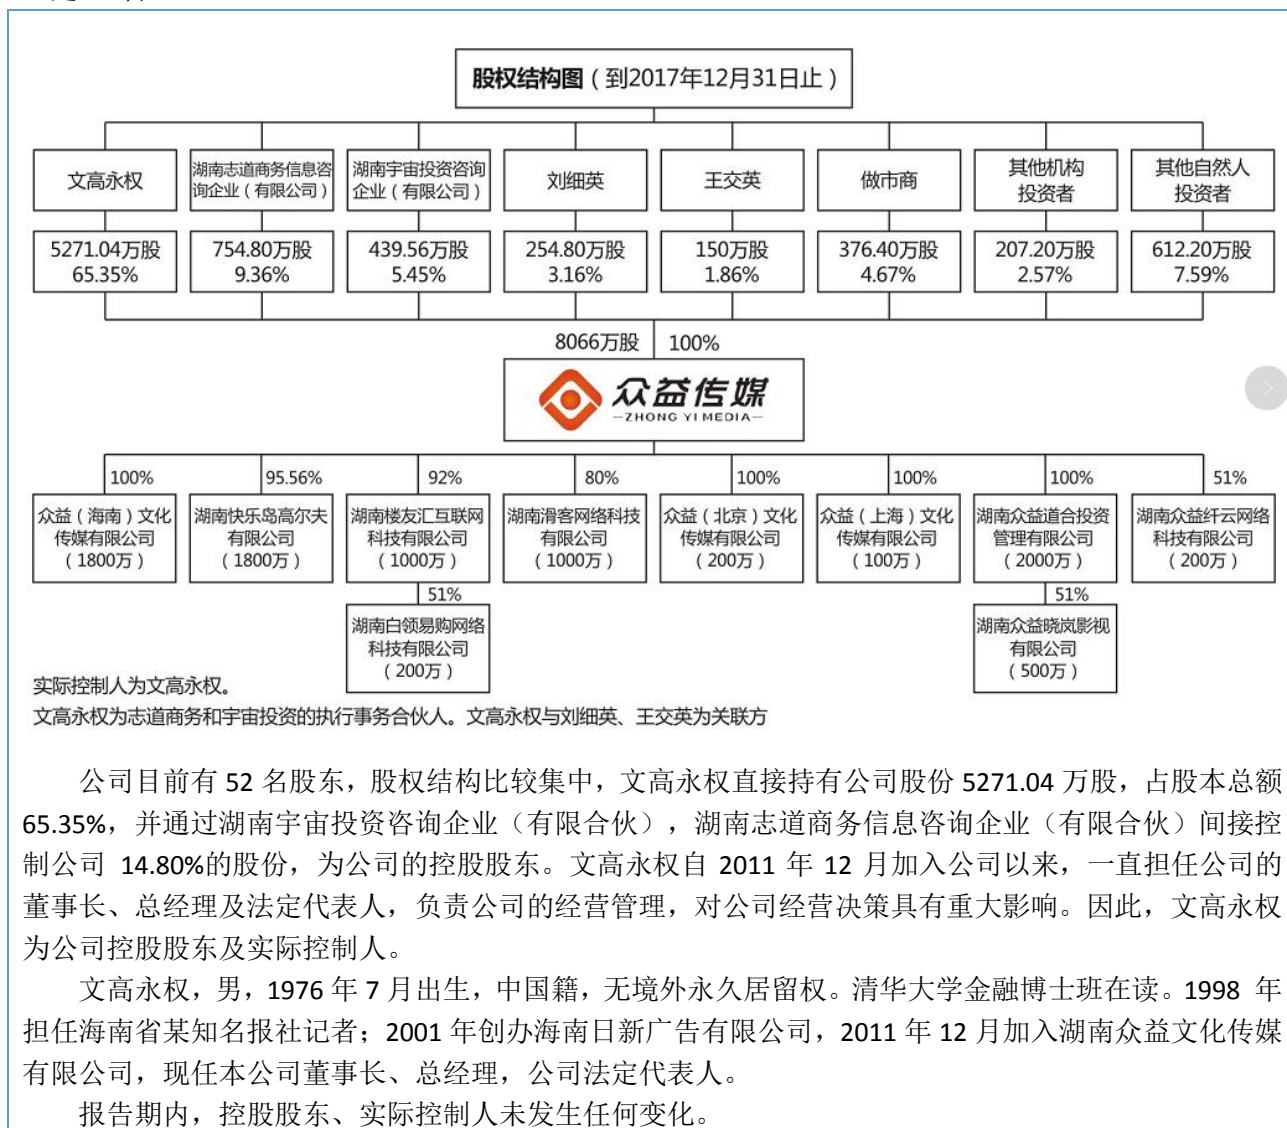 股权结构图（到2017年12月31日止）
文高永权
湖南志道商务信息咨
询企业（有限公司）
湖南宇宙投资咨询
企业（有限公司）
刘细英
王交英
做市商
其他机构
投资者
其他自然人
投资者
5271.04万股
65.35%
754.80万股
9.36%
439.56万股
5.45%
254.80万股
3.16%
150万股
1.86%
376.40万股
4.67%
207.20万股
2.57%
612.20万股
7.59%
8066万股 100%
众益传媒
ZHONG YI MEDIA
100%
95.56%
92%
80%
100%
100%
100%
51%
众益（海南）文化
传媒有限公司
（1800万）
湖南快乐岛高尔夫
有限公司
（1800万）
湖南楼友汇互联网
科技有限公司
（1000万）
湖南滑客网络科技
有限公司
（1000万）
众益（北京）文化
传媒有限公司
（200万）
众益（上海）文化
传媒有限公司
（100万）
湖南众益道合投资
管理有限公司
（2000万）
湖南众益纤云网络
科技有限公司
（200万）
51%
51%
湖南白领易购网络
科技有限公司
（200万）
湖南众益晓岚影视
有限公司
（500万）
实际控制人为文高永权。
文高永权为志道商务和宇宙投资的执行事务合伙人。文高永权与刘细英、王交英为关联方
公司目前有 52 名股东，股权结构比较集中，文高永权直接持有公司股份 5271.04 万股，占股本总额
65.35%，并通过湖南宇宙投资咨询企业（有限合伙），湖南志道商务信息咨询企业（有限合伙）间接控
制公司 14.80%的股份，为公司的控股股东。文高永权自 2011 年 12 月加入公司以来，一直担任公司的
董事长、总经理及法定代表人，负责公司的经营管理，对公司经营决策具有重大影响。因此，文高永权
为公司控股股东及实际控制人。
文高永权，男，1976 年 7 月出生，中国籍，无境外永久居留权。清华大学金融博士班在读。1998 年
担任海南省某知名报社记者；2001 年创办海南日新广告有限公司，2011 年 12 月加入湖南众益文化传媒
有限公司，现任本公司董事长、总经理，公司法定代表人。
报告期内，控股股东、实际控制人未发生任何变化。